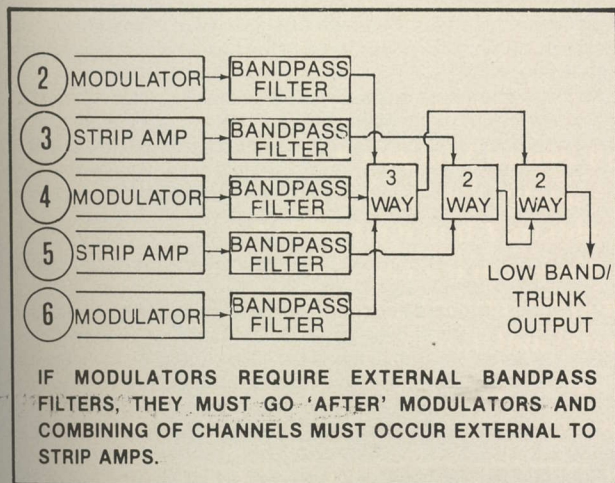 2 MODULATOR
BANDPASS
FILTER
3 STRIP AMP
BANDPASS
FILTER
4 MODULATOR
BANDPASS
FILTER
5 STRIP AMP
BANDPASS
FILTER
6 MODULATOR
BANDPASS
FILTER
3
WAY
2
WAY
2
WAY
LOW BAND/
TRUNK
OUTPUT
IF MODULATORS REQUIRE EXTERNAL BANDPASS
FILTERS, THEY MUST GO 'AFTER' MODULATORS AND
COMBINING OF CHANNELS MUST OCCUR EXTERNAL TO
STRIP AMPS.